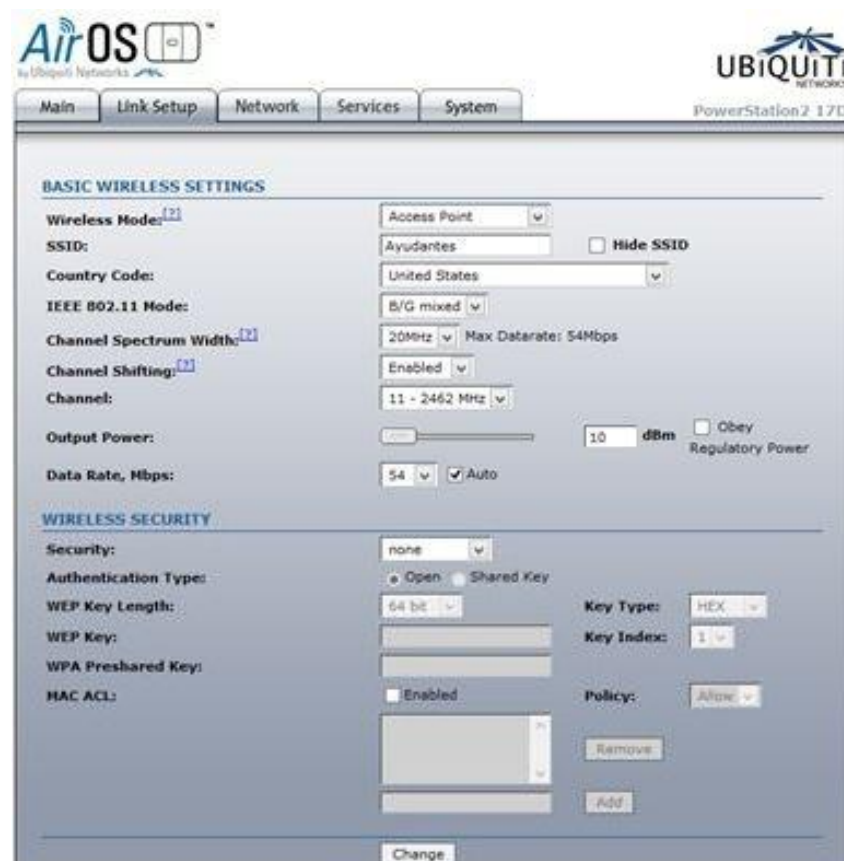 AirOS™
by Ubiquiti Networks
UBiQUiTi
NETWORKS
Main Link Setup Network Services System
PowerStation2 17D
BASIC WIRELESS SETTINGS
Wireless Mode:[?] Access Point
SSID: Ayudantes Hide SSID
Country Code: United States
IEEE 802.11 Mode: B/G mixed
Channel Spectrum Width:[?] 20MHz Max Datarate: 54Mbps
Channel Shifting:[?] Enabled
Channel: 11 - 2462 MHz
Output Power: 10 dBm Obey
Regulatory Power
Data Rate, Mbps: 54 Auto
WIRELESS SECURITY
Security: none
Authentication Type: Open Shared Key
WEP Key Length: 64 bit Key Type: HEX
WEP Key: Key Index: 1
WPA Preshared Key:
MAC ACL: Enabled Policy: Allow
Remove
Add
Change